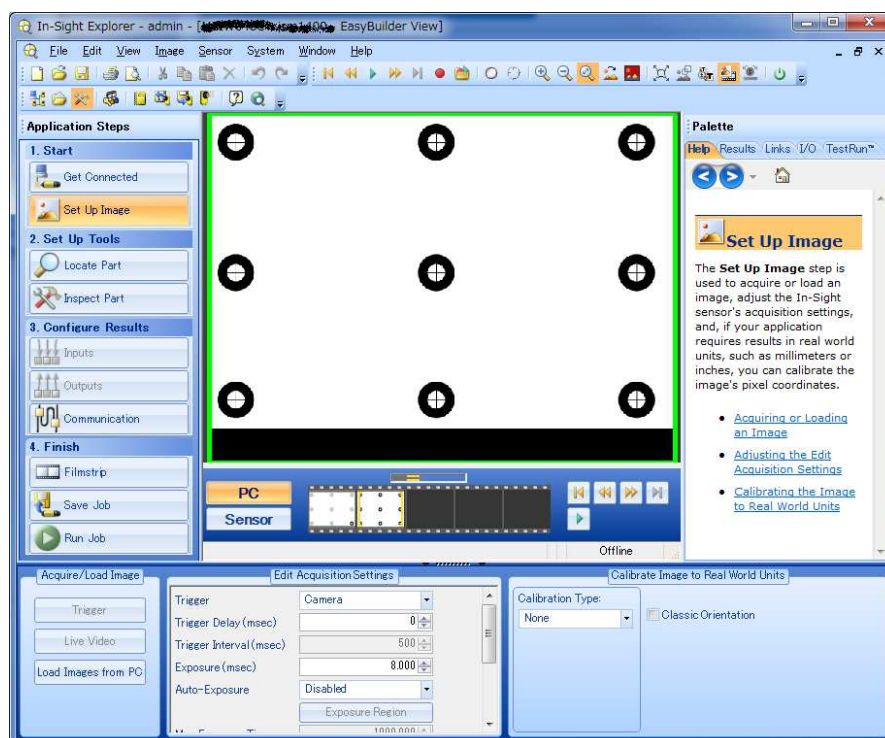 In-Sight Explorer - admin - [ EasyBuilder View]
File Edit View Image Sensor System Window Help
Application Steps
1. Start
Get Connected
Set Up Image
2. Set Up Tools
Locate Part
Inspect Part
3. Configure Results
Inputs
Outputs
Communication
4. Finish
Filmstrip
Save Job
Run Job
PC
Sensor
Offline
Palette
Help Results Links I/O TestRun™
Set Up Image
The Set Up Image step is
used to acquire or load an
image, adjust the In-Sight
sensor's acquisition settings,
and, if your application
requires results in real world
units, such as millimeters or
inches, you can calibrate the
image's pixel coordinates.
• Acquiring or Loading
an Image
• Adjusting the Edit
Acquisition Settings
• Calibrating the Image
to Real World Units
Acquire/Load Image
Trigger
Live Video
Load Images from PC
Edit Acquisition Settings
Trigger Camera
Trigger Delay (msec) 0
Trigger Interval (msec) 500
Exposure (msec) 8.000
Auto-Exposure Disabled
Exposure Region
1000.000
Calibrate Image to Real World Units
Calibration Type:
None
Classic Orientation